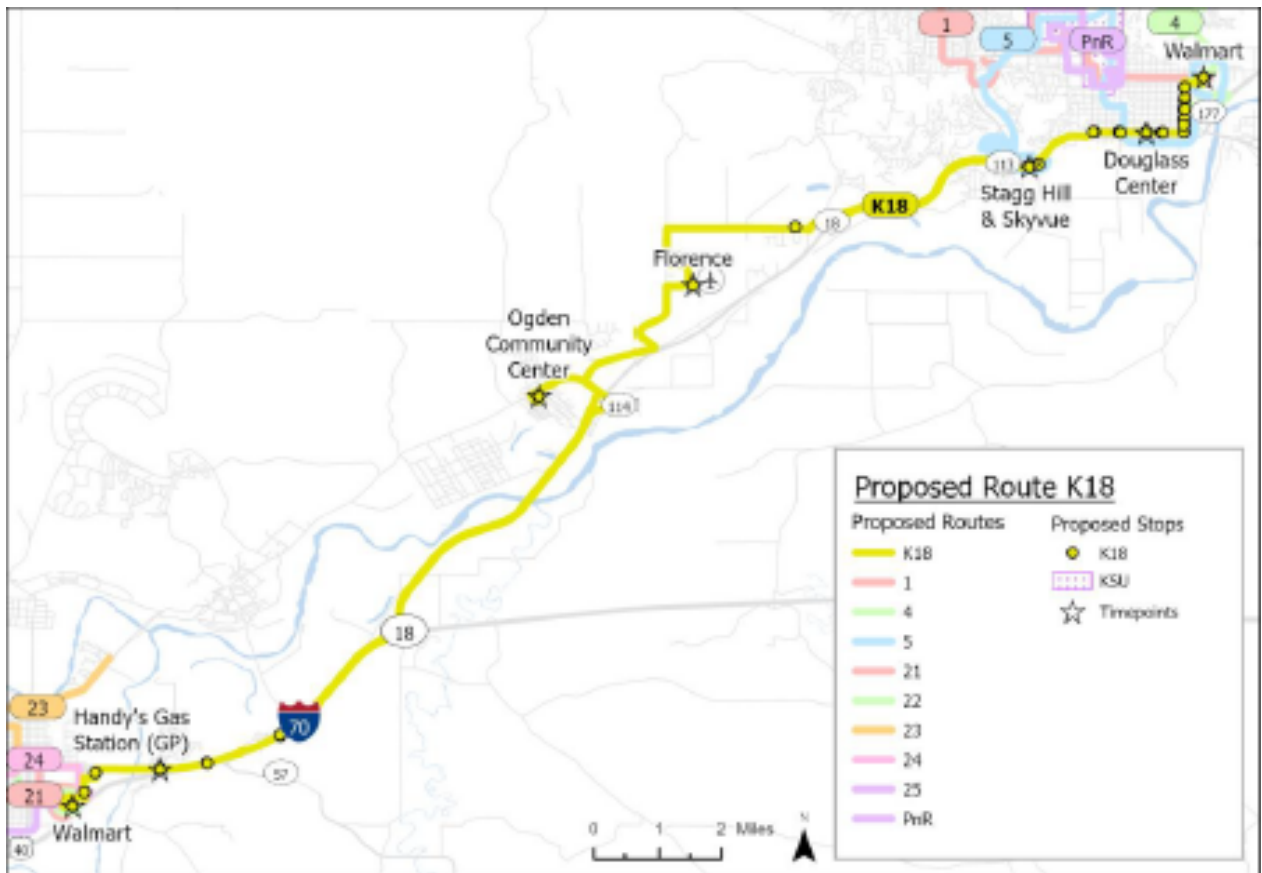 1
5
PnR
4
Walmart
177
Douglass
Center
113
Stagg Hill
& Skyvue
K18
18
Florence
Ogden
Community
Center
114
18
70
23
Handy's Gas
Station (GP)
24
57
21
Walmart
40
0 1 2 Miles
N
Proposed Route K18
Proposed Routes
K18
1
4
5
21
22
23
24
25
PnR
Proposed Stops
K18
KSU
Timepoints